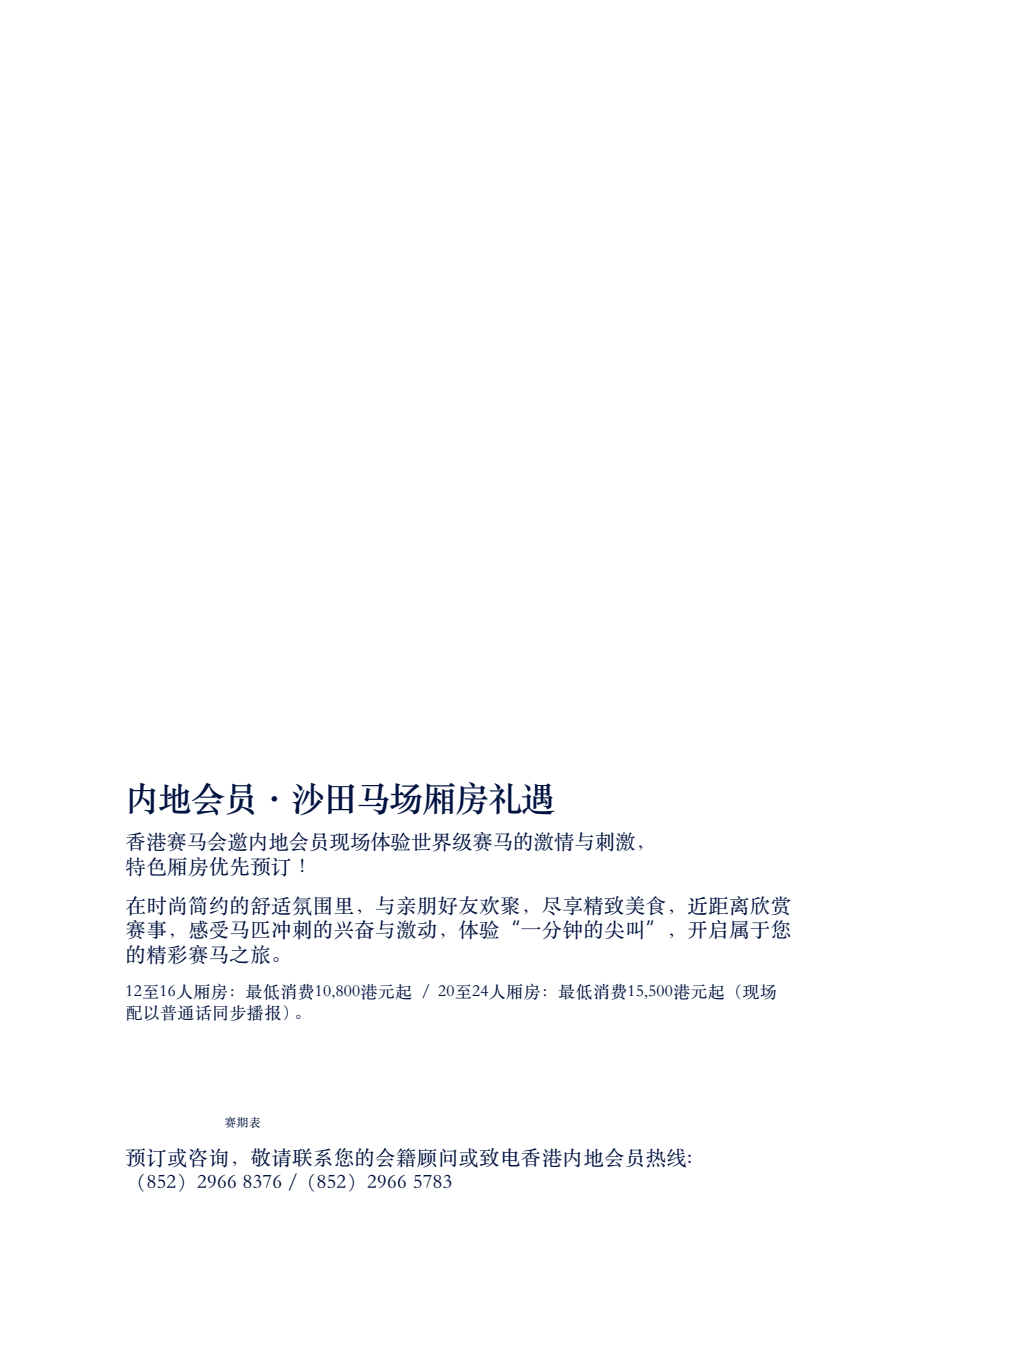 内地会员・沙田马场厢房礼遇
香港赛马会邀内地会员现场体验世界级赛马的激情与刺激，
特色厢房优先预订！
在时尚简约的舒适氛围里，与亲朋好友欢聚，尽享精致美食，近距离欣赏
赛事，感受马匹冲刺的兴奋与激动，体验“一分钟的尖叫”，开启属于您
的精彩赛马之旅。
12至16人厢房：最低消费10,800港元起 / 20至24人厢房：最低消费15,500港元起（现场
配以普通话同步播报）。
赛期表
预订或咨询，敬请联系您的会籍顾问或致电香港内地会员热线:
（852）2966 8376 /（852）2966 5783